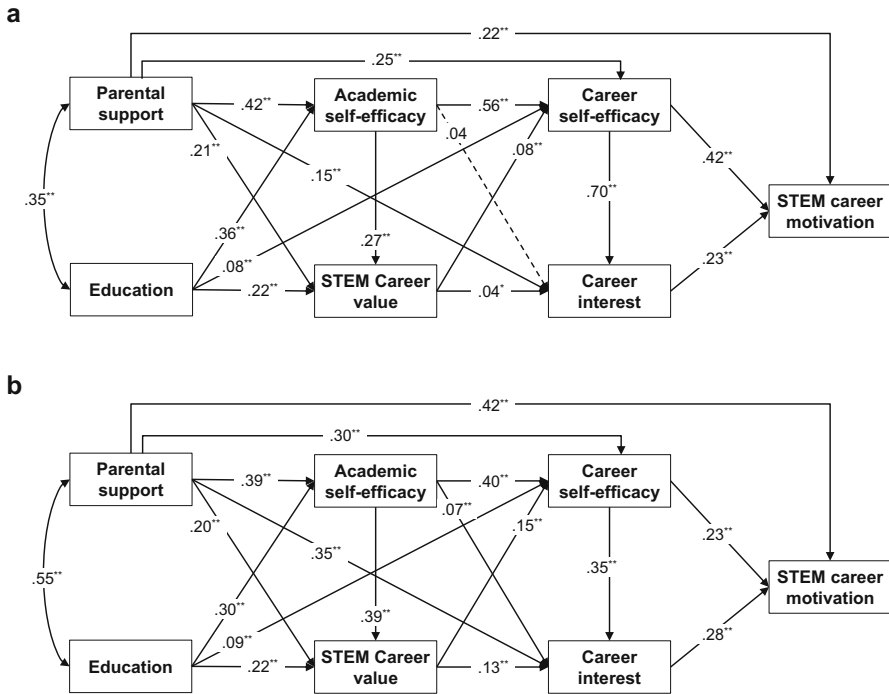 a
.22**
.25**
Parental
support
Academic
self-efficacy
Career
self-efficacy
.42**
.56**
.04
.21**
.08**
.42**
.15**
.35**
.70**
STEM career
motivation
.36**
.27**
.08**
.23**
Education
.22**
STEM Career
value
.04*
Career
interest
b
.42**
.30**
Parental
support
Academic
self-efficacy
Career
self-efficacy
.39**
.40**
.07**
.20**
.15**
.23**
.35**
.55**
.35**
STEM career
motivation
.30**
.39**
.09**
.28**
Education
.22**
STEM Career
value
.13**
Career
interest